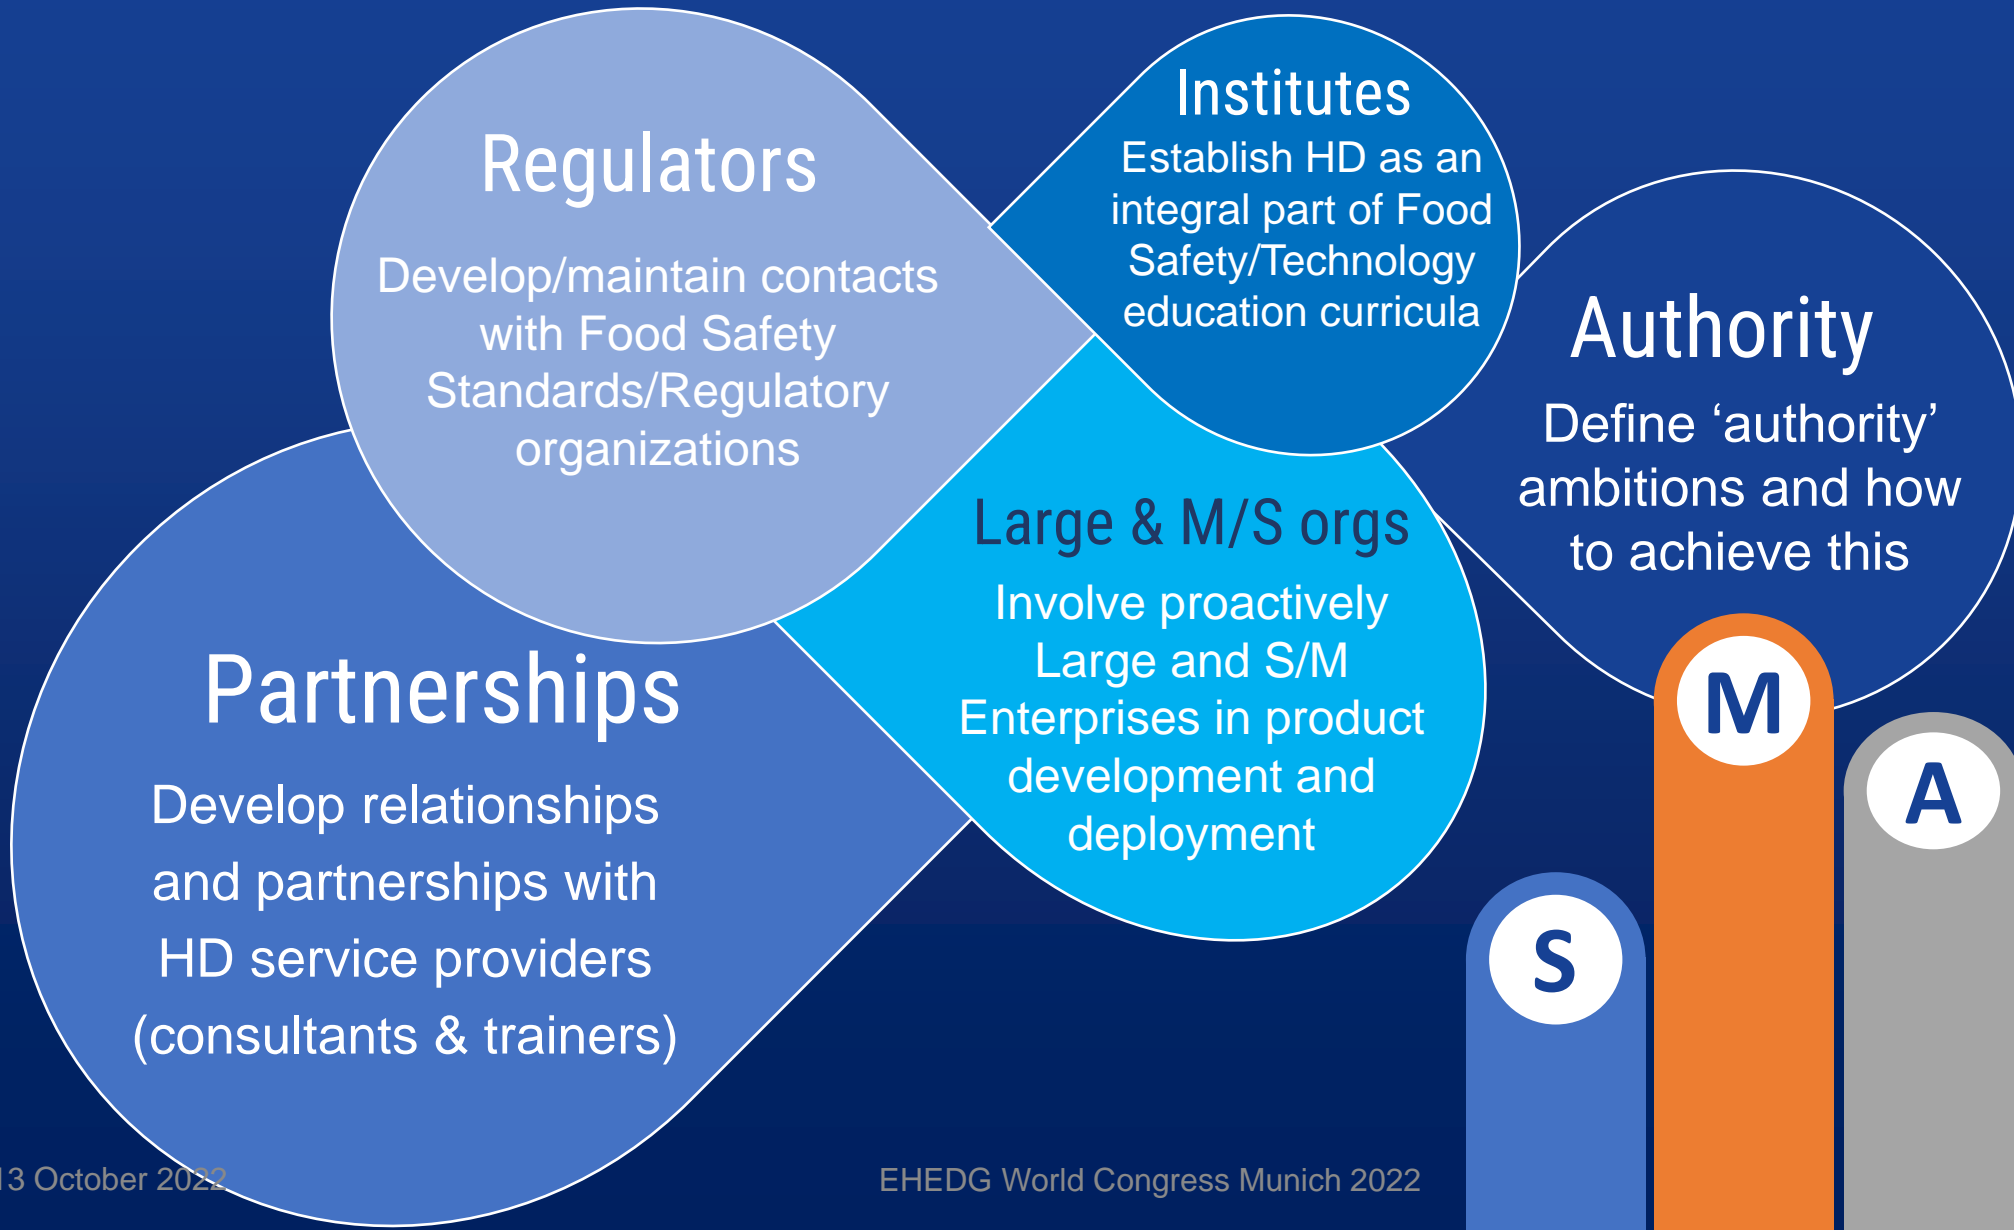 Regulators
Develop/maintain contacts
with Food Safety
Standards/Regulatory
organizations
Institutes
Establish HD as an
integral part of Food
Safety/Technology
education curricula
Authority
Define ‘authority’
ambitions and how
to achieve this
Large & M/S orgs
Involve proactively
Large and S/M
Enterprises in product
development and
deployment
Partnerships
Develop relationships
and partnerships with
HD service providers
(consultants & trainers)
S
M
A
13 October 2022
EHEDG World Congress Munich 2022